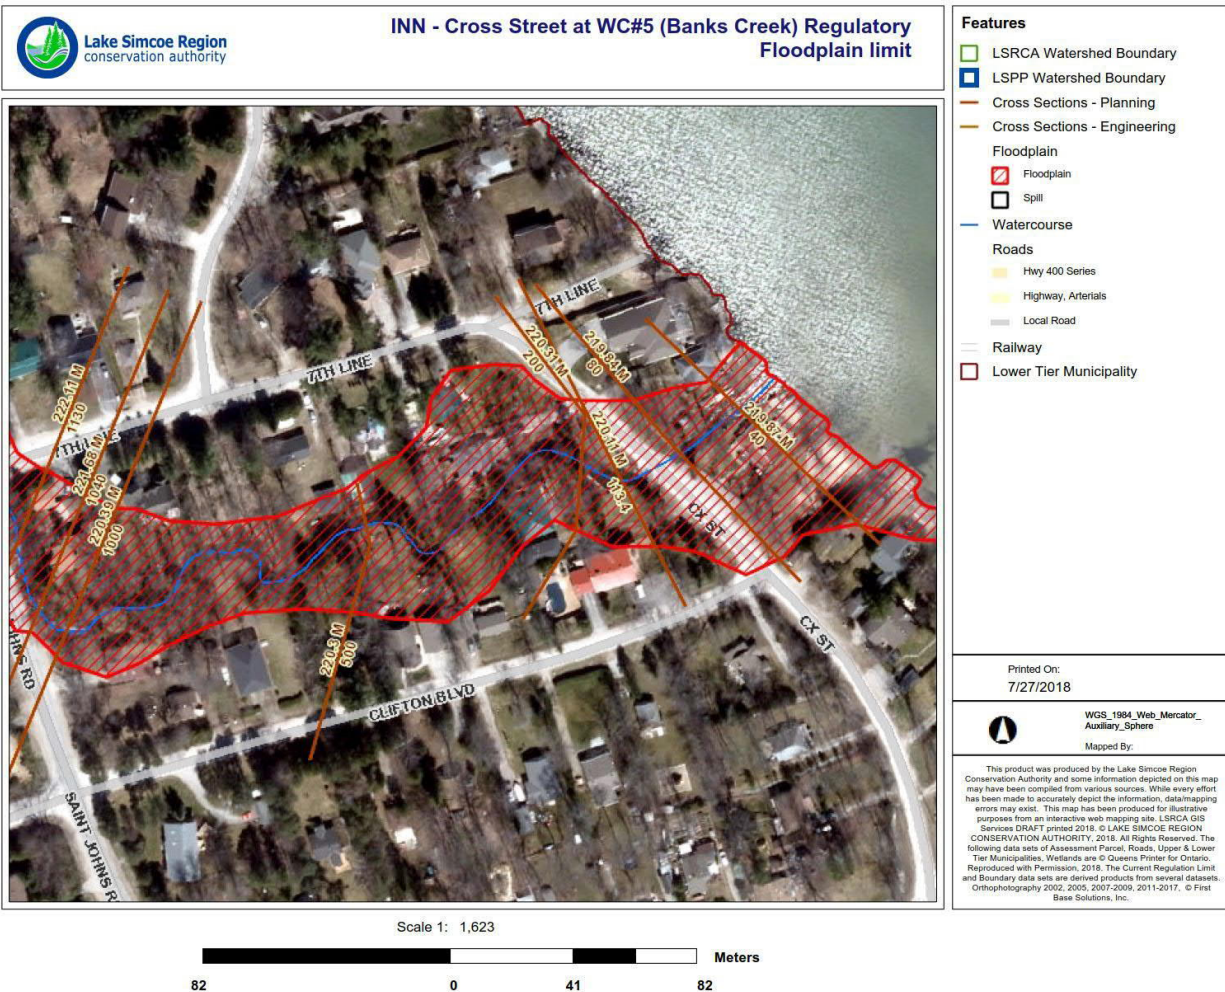 Lake Simcoe Region
conservation authority
INN - Cross Street at WC#5 (Banks Creek) Regulatory
Floodplain limit
Features
LSRCA Watershed Boundary
LSPP Watershed Boundary
Cross Sections - Planning
Cross Sections - Engineering
Floodplain
Floodplain
Spill
Watercourse
Roads
Hwy 400 Series
Highway, Arterials
Local Road
Railway
Lower Tier Municipality
7TH LINE
7TH LINE
7TH LINE
222.11 M
1130
221.68 M
1040
220.39 M
1000
220.3 M
500
220.31 M
200
219.84 M
80
220.11 M
113.4
219.87 M
40
CX ST
CX ST
CLIFTON BLVD
OHNS RD
SAINT JOHNS R
Printed On:
7/27/2018
WGS_1984_Web_Mercator_
Auxiliary_Sphere
Mapped By:
This product was produced by the Lake Simcoe Region
Conservation Authority and some information depicted on this map
may have been compiled from various sources. While every effort
has been made to accurately depict the information, data/mapping
errors may exist. This map has been produced for illustrative
purposes from an interactive web mapping site. LSRCA GIS
Services DRAFT printed 2018. © LAKE SIMCOE REGION
CONSERVATION AUTHORITY, 2018. All Rights Reserved. The
following data sets of Assessment Parcel, Roads, Upper & Lower
Tier Municipalities, Wetlands are © Queens Printer for Ontario.
Reproduced with Permission, 2018. The Current Regulation Limit
and Boundary data sets are derived products from several datasets.
Orthophotography 2002, 2005, 2007-2009, 2011-2017, © First
Base Solutions, Inc.
Scale 1: 1,623
Meters
82 0 41 82